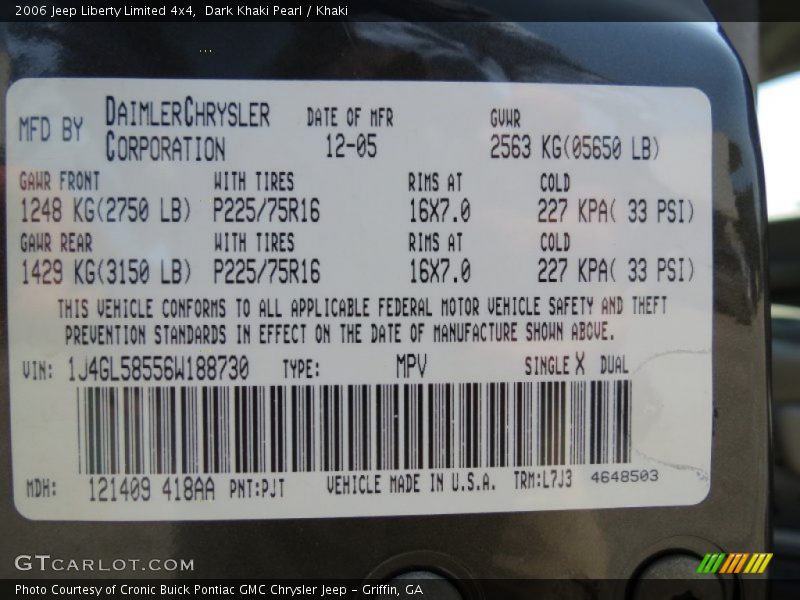 2006 Jeep Liberty Limited 4x4,  Dark Khaki Pearl / Khaki
MFD BY DAIMLERCHRYSLER CORPORATION DATE OF MFR 12-05 GVWR 2563 KG(05650 LB)
GAWR FRONT WITH TIRES RIMS AT COLD
1248 KG(2750 LB) P225/75R16 16X7.0 227 KPA( 33 PSI)
GAWR REAR WITH TIRES RIMS AT COLD
1429 KG(3150 LB) P225/75R16 16X7.0 227 KPA( 33 PSI)
THIS VEHICLE CONFORMS TO ALL APPLICABLE FEDERAL MOTOR VEHICLE SAFETY AND THEFT
PREVENTION STANDARDS IN EFFECT ON THE DATE OF MANUFACTURE SHOWN ABOVE.
VIN: 1J4GL58556W188730 TYPE: MPV SINGLE X DUAL
MDH: 121409 418AA PNT:PJT VEHICLE MADE IN U.S.A. TRM:L7J3 4648503
GTCARLOT.COM
Photo Courtesy of Cronic Buick Pontiac GMC Chrysler Jeep - Griffin, GA